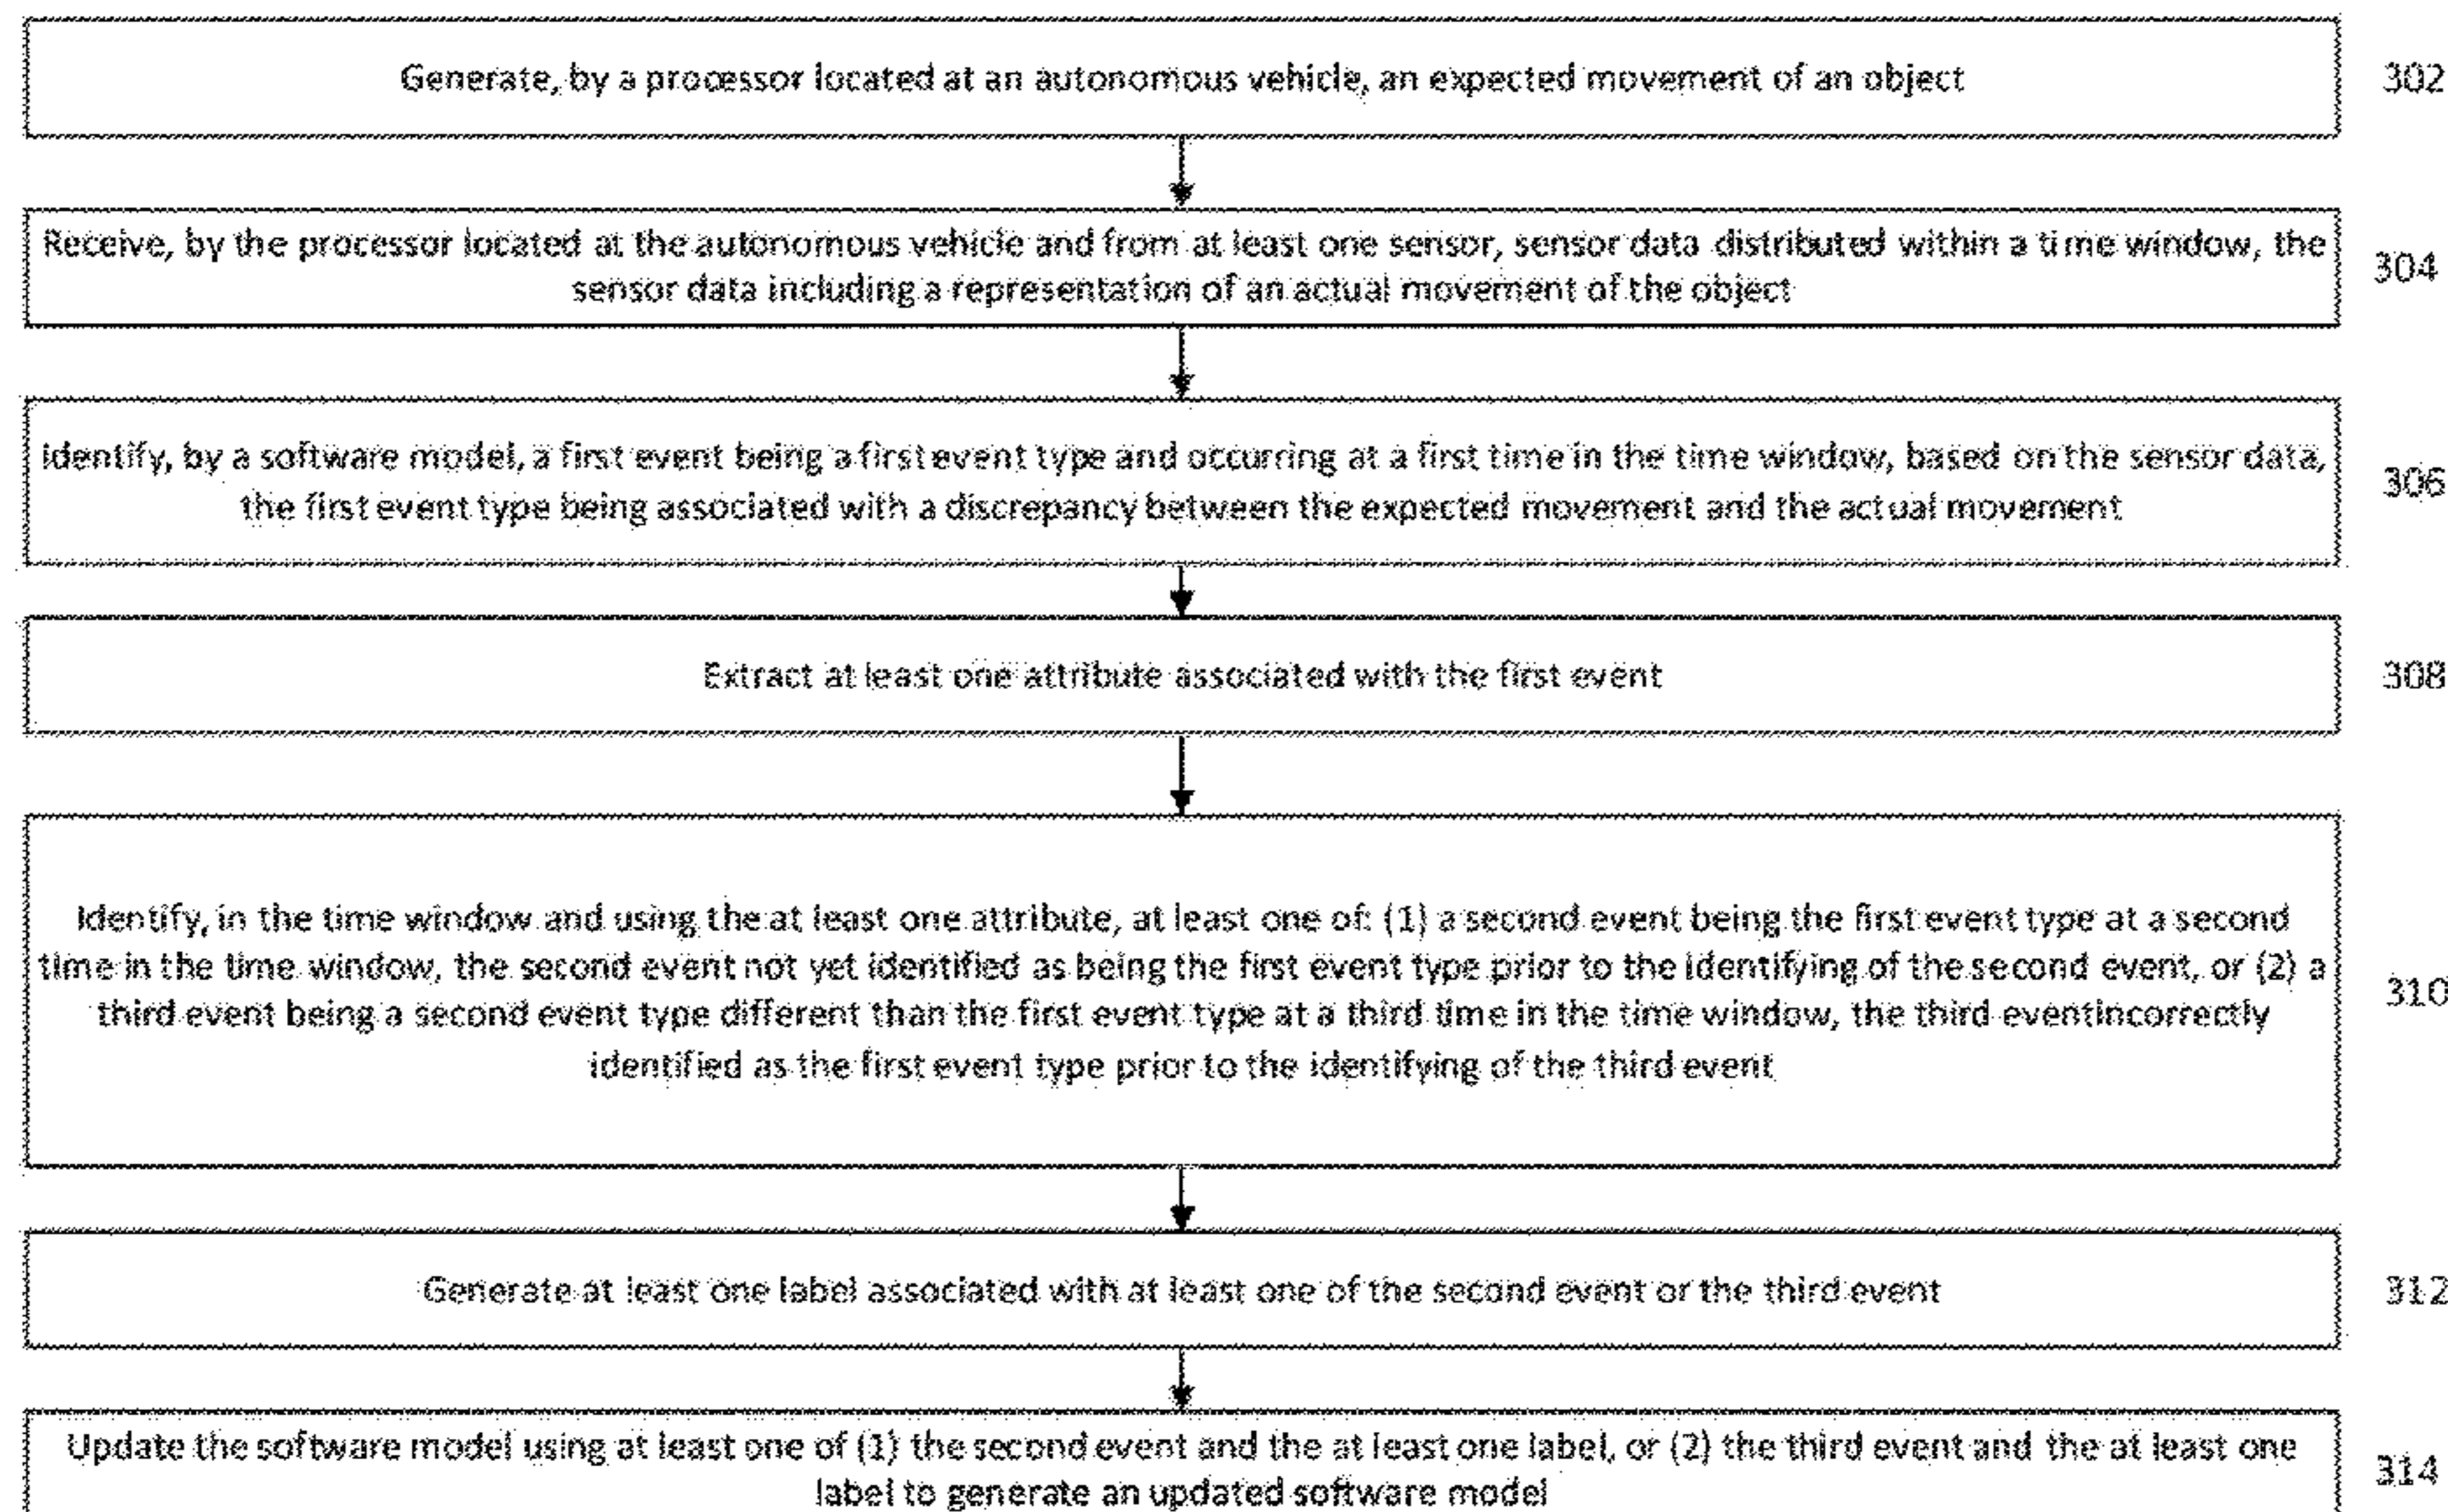 Generate, by a processor located at an autonomous vehicle, an expected movement of an object
302
Receive, by the processor located at the autonomous vehicle and from at least one sensor, sensor data distributed within a time window, the
sensor data including a representation of an actual movement of the object
304
Identify, by a software model, a first event being a first event type and occurring at a first time in the time window, based on the sensor data,
the first event type being associated with a discrepancy between the expected movement and the actual movement
306
Extract at least one attribute associated with the first event
308
Identify, in the time window and using the at least one attribute, at least one of: (1) a second event being the first event type at a second
time in the time window, the second event not yet identified as being the first event type prior to the identifying of the second event, or (2) a
third event being a second event type different than the first event type at a third time in the time window, the third eventincorrectly
identified as the first event type prior to the identifying of the third event
310
Generate at least one label associated with at least one of the second event or the third event
312
Update the software model using at least one of (1) the second event and the at least one label, or (2) the third event and the at least one
label to generate an updated software model
314